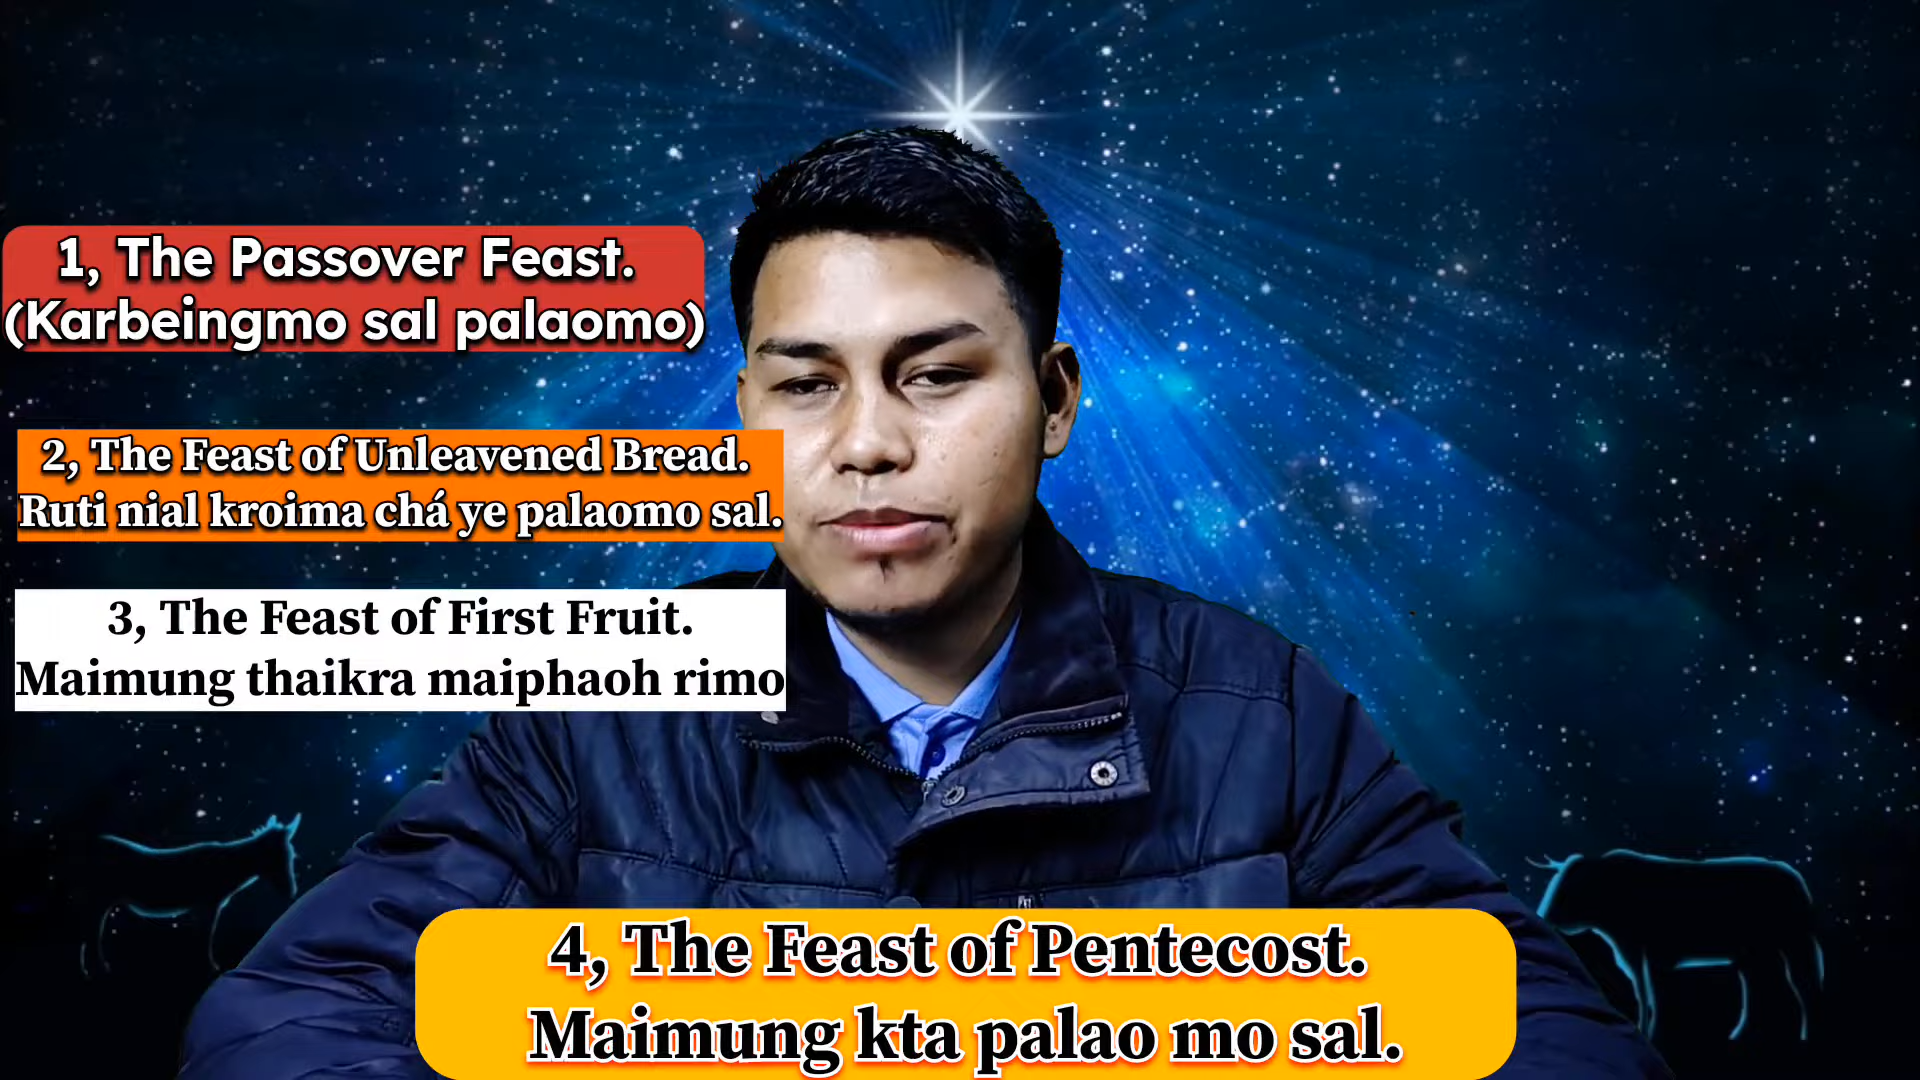 1, The Passover Feast.
(Karbeingmo sal palaomo)
2, The Feast of Unleavened Bread.
Ruti nial kroima chá ye palaomo sal.
3, The Feast of First Fruit.
Maimung thaikra maiphaoh rimo
4, The Feast of Pentecost.
Maimung kta palao mo sal.